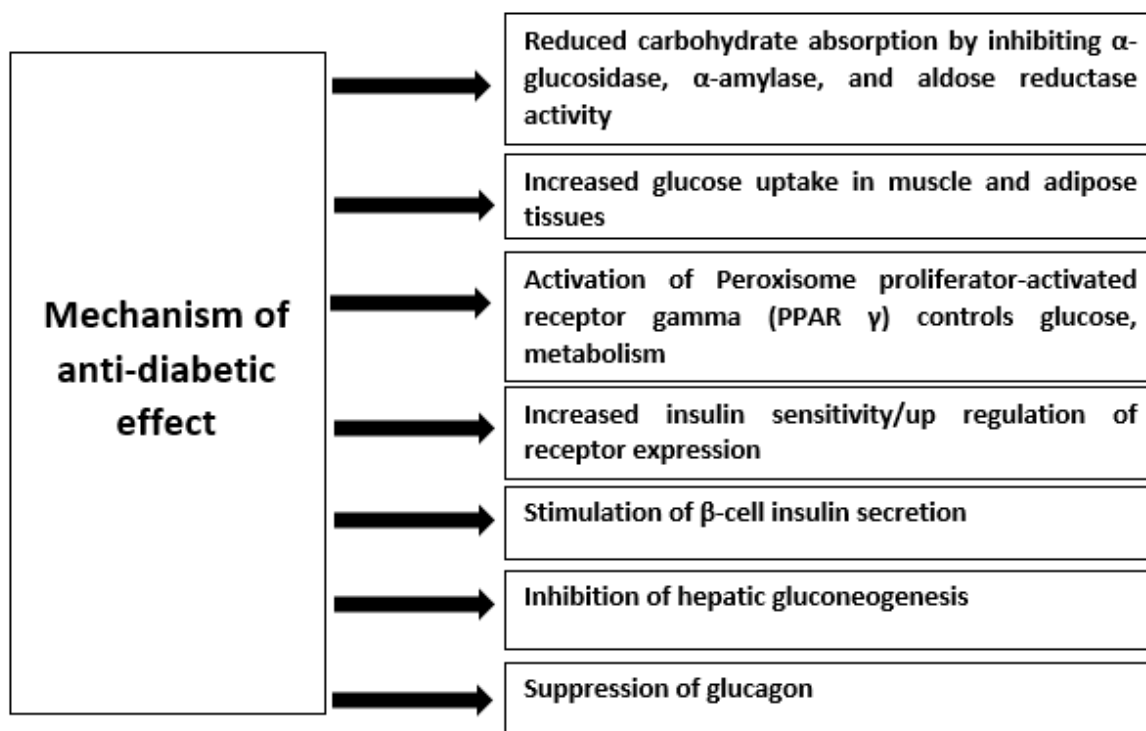 Mechanism of
anti-diabetic
effect
Reduced carbohydrate absorption by inhibiting α-
glucosidase, α-amylase, and aldose reductase
activity
Increased glucose uptake in muscle and adipose
tissues
Activation of Peroxisome proliferator-activated
receptor gamma (PPAR γ) controls glucose,
metabolism
Increased insulin sensitivity/up regulation of
receptor expression
Stimulation of β-cell insulin secretion
Inhibition of hepatic gluconeogenesis
Suppression of glucagon